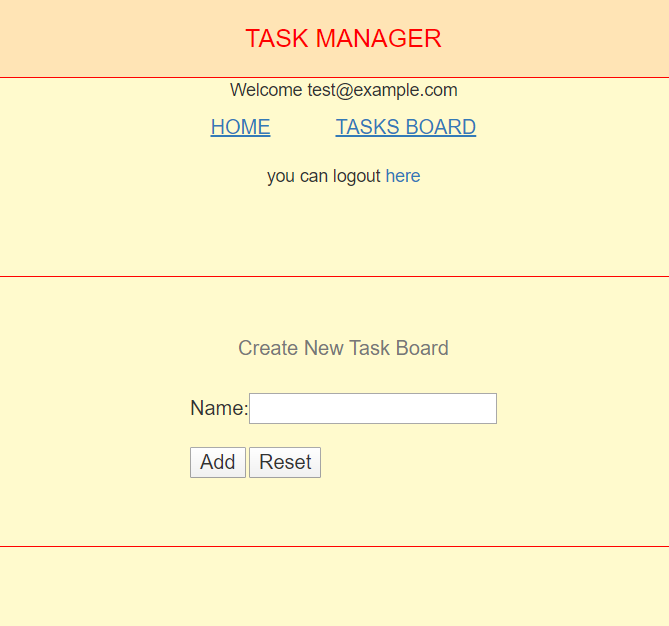 TASK MANAGER
Welcome test@example.com
HOME TASKS BOARD
you can logout here
Create New Task Board
Name:
Add Reset